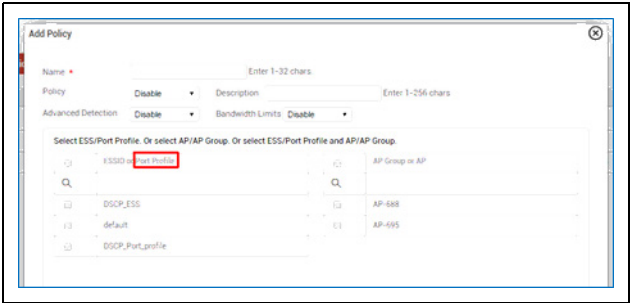 Add Policy
Name * Enter 1-32 chars.
Policy Disable Description Enter 1-256 chars
Advanced Detection Disable Bandwidth Limits Disable
Select ESS/Port Profile. Or select AP/AP Group. Or select ESS/Port Profile and AP/AP Group.
ESSID or Port Profile AP Group or AP
DSCP_ESS AP-688
default AP-695
DSCP_Port_profile